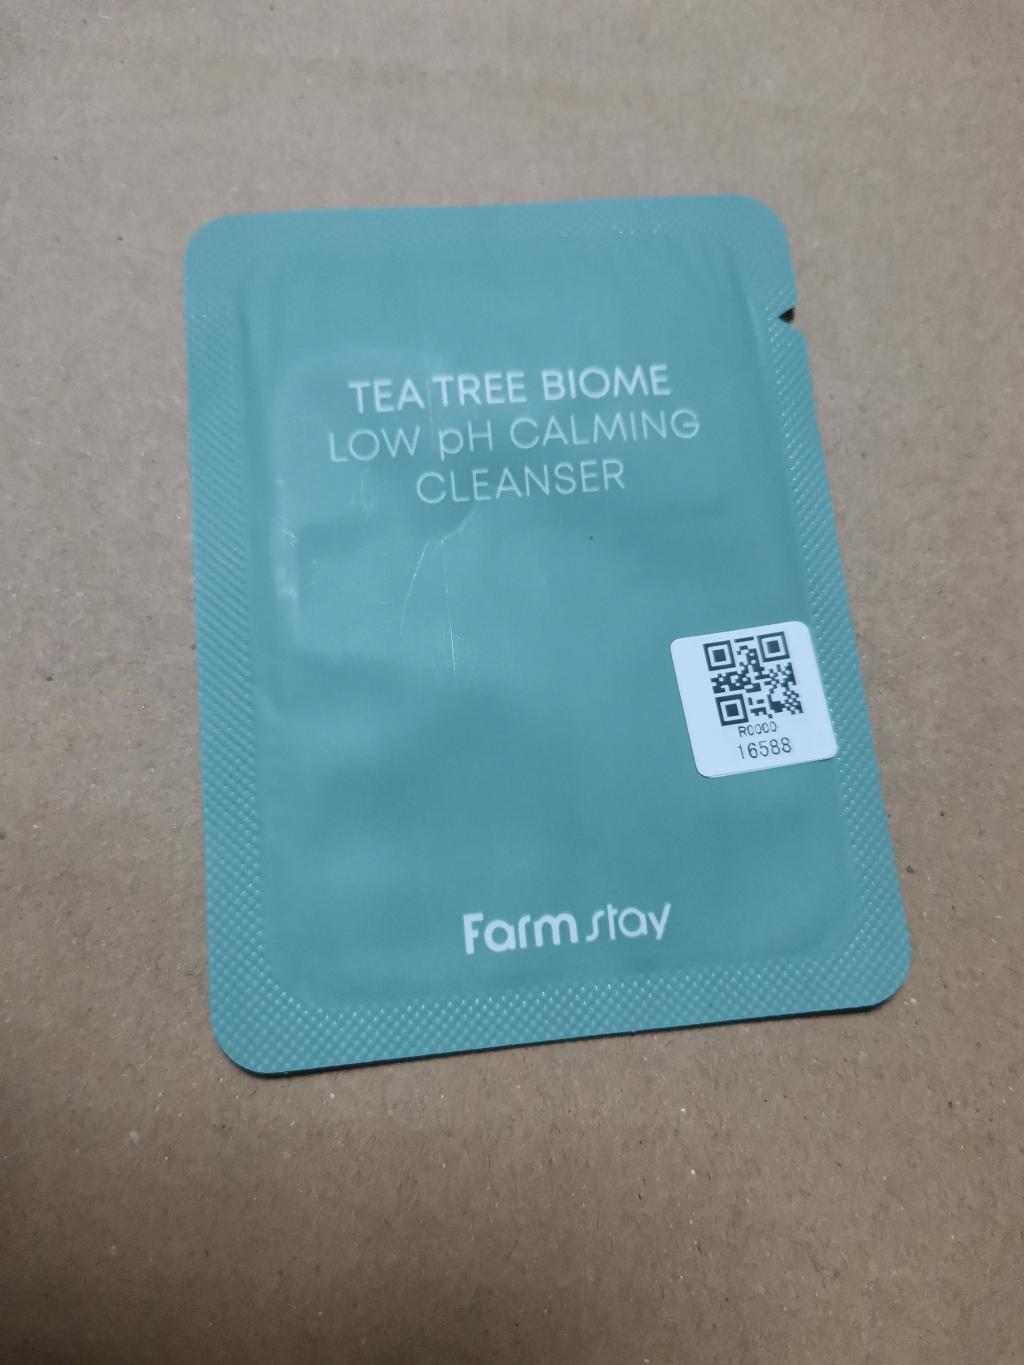 TEA TREE BIOME
LOW pH CALMING
CLEANSER
R0000
16588
Farm stay